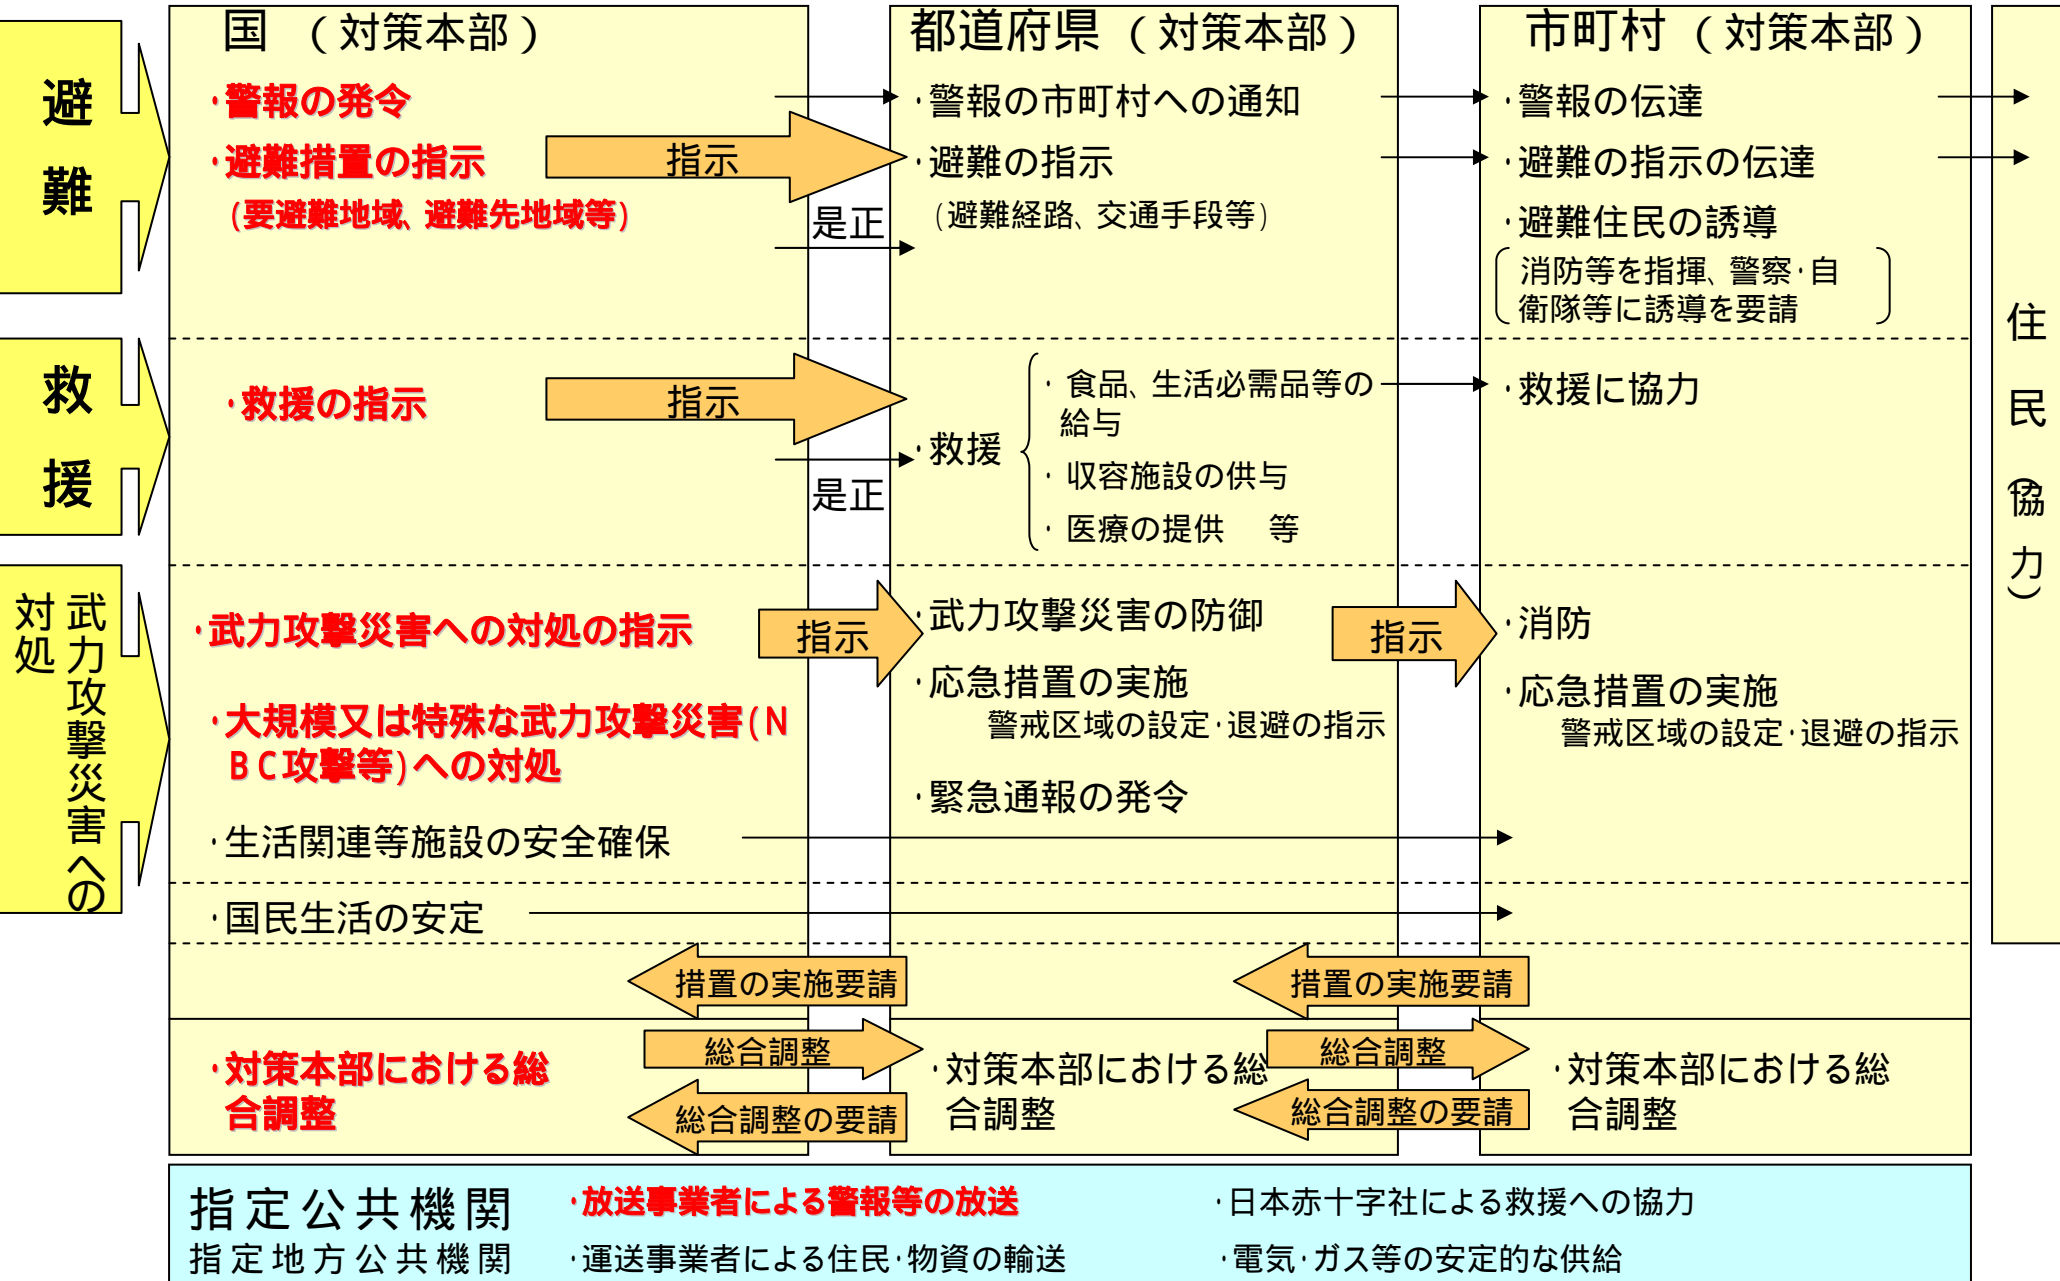 避難
国 (対策本部)
・警報の発令
・避難措置の指示
(要避難地域、避難先地域等)
指示
是正
都道府県 (対策本部)
・警報の市町村への通知
・避難の指示
(避難経路、交通手段等)
市町村 (対策本部)
・警報の伝達
・避難の指示の伝達
・避難住民の誘導
消防等を指揮、警察・自
衛隊等に誘導を要請
住民(協力)
救援
・救援の指示
指示
是正
・救援
・食品、生活必需品等の
給与
・収容施設の供与
・医療の提供 等
・救援に協力
武力攻撃災害への
対処
・武力攻撃災害への対処の指示
・大規模又は特殊な武力攻撃災害(N
BC攻撃等)への対処
・生活関連等施設の安全確保
指示
・武力攻撃災害の防御
・応急措置の実施
警戒区域の設定・退避の指示
・緊急通報の発令
指示
・消防
・応急措置の実施
警戒区域の設定・退避の指示
・国民生活の安定
措置の実施要請
措置の実施要請
・対策本部における総
合調整
総合調整
総合調整の要請
・対策本部における総
合調整
総合調整
総合調整の要請
・対策本部における総
合調整
指定公共機関
指定地方公共機関
・放送事業者による警報等の放送
・日本赤十字社による救援への協力
・運送事業者による住民・物資の輸送
・電気・ガス等の安定的な供給